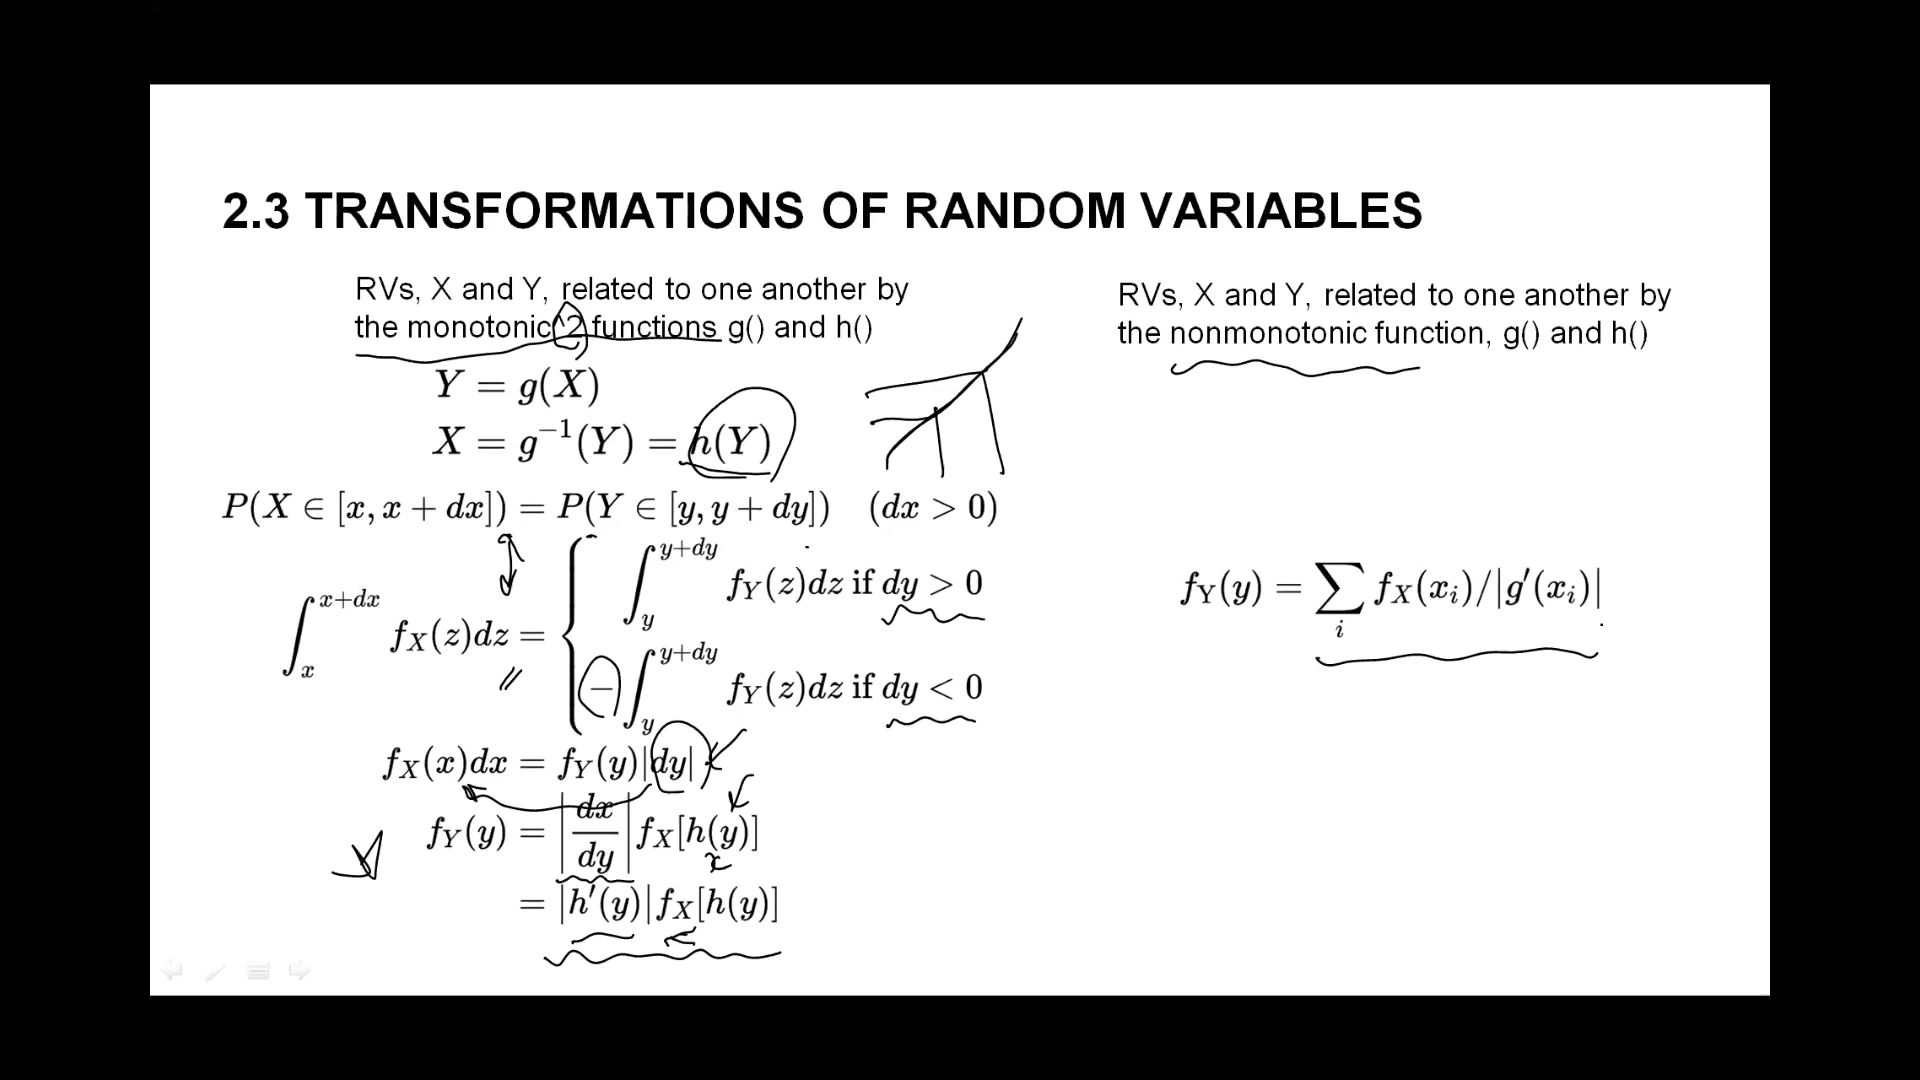 2.3 TRANSFORMATIONS OF RANDOM VARIABLES
RVs, X and Y, related to one another by
the monotonic^2 functions g() and h()
Y = g(X)
X = g⁻¹(Y) = h(Y)
P(X ∈ [x, x + dx]) = P(Y ∈ [y, y + dy]) (dx > 0)
∫_x^{x+dx} f_X(z)dz = { ∫_y^{y+dy} f_Y(z)dz if dy > 0
−∫_y^{y+dy} f_Y(z)dz if dy < 0
f_X(x)dx = f_Y(y)|dy|
f_Y(y) = |dx/dy| f_X[h(y)]
x
= |h′(y)|f_X[h(y)]
RVs, X and Y, related to one another by
the nonmonotonic function, g() and h()
f_Y(y) = ∑_i f_X(x_i)/|g′(x_i)|